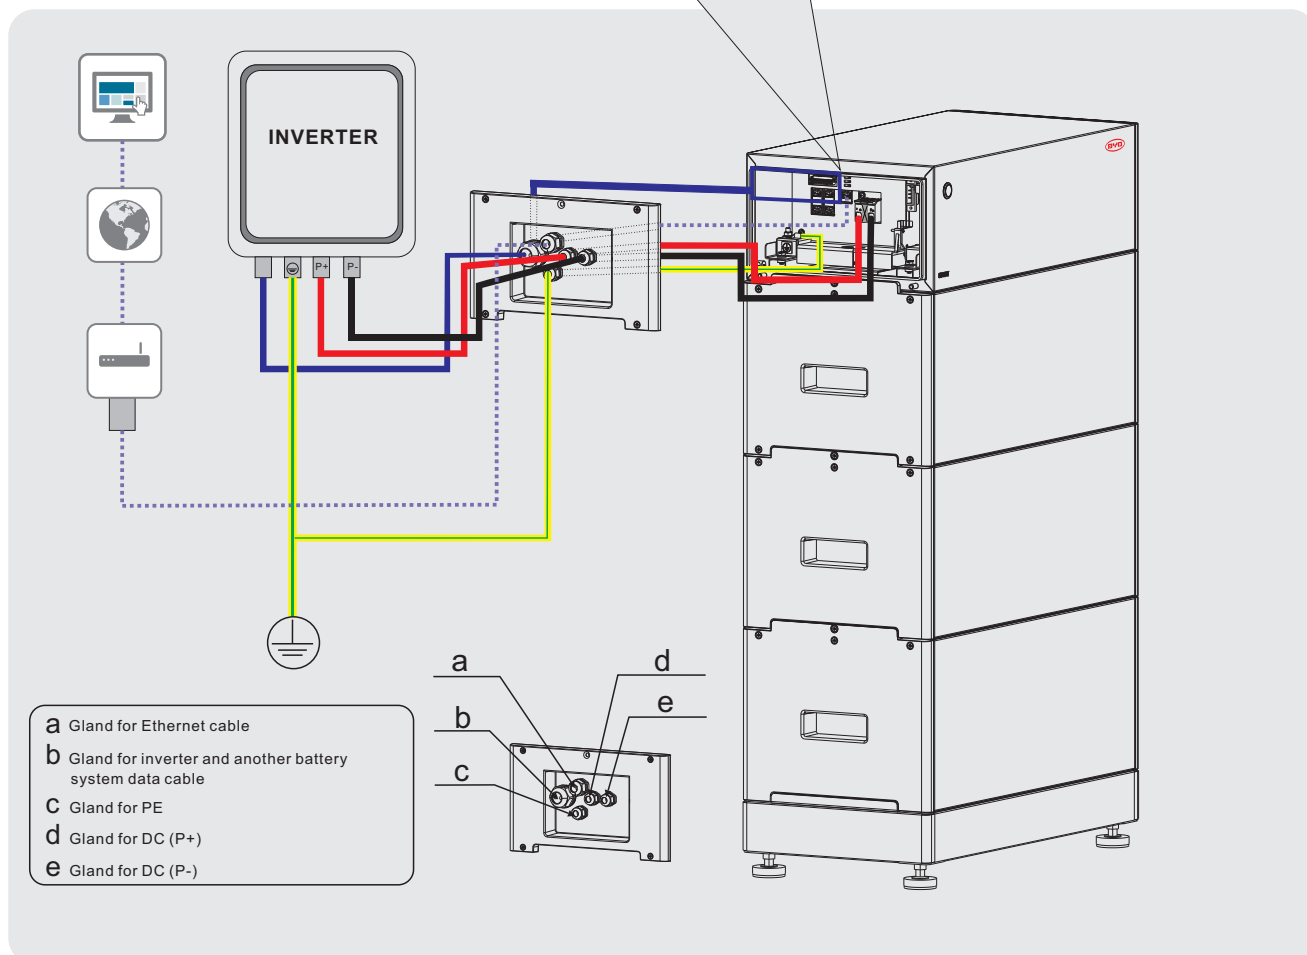 INVERTER
P+
P-
BYD
a
b
c
d
e
a Gland for Ethernet cable
b Gland for inverter and another battery
system data cable
c Gland for PE
d Gland for DC (P+)
e Gland for DC (P-)